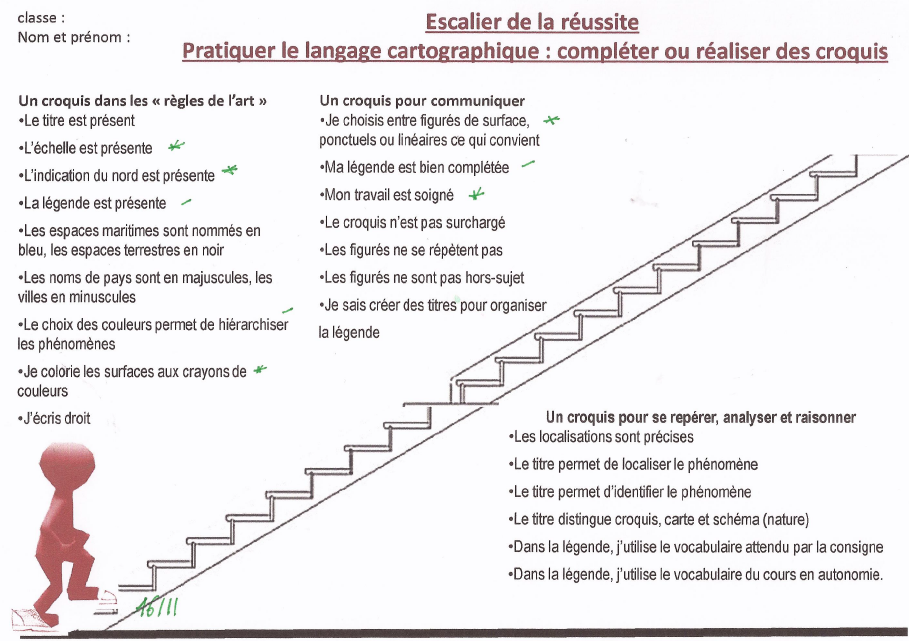 classe :
Nom et prénom :
Escalier de la réussite
Pratiquer le langage cartographique : compléter ou réaliser des croquis
Un croquis dans les « règles de l'art »
•Le titre est présent
•L'échelle est présente
•L'indication du nord est présente
•La légende est présente
•Les espaces maritimes sont nommés en
bleu, les espaces terrestres en noir
•Les noms de pays sont en majuscules, les
villes en minuscules
•Le choix des couleurs permet de hiérarchiser
les phénomènes
•Je colorie les surfaces aux crayons de
couleurs
•J'écris droit
Un croquis pour communiquer
•Je choisis entre figurés de surface,
ponctuels ou linéaires ce qui convient
•Ma légende est bien complétée
•Mon travail est soigné
•Le croquis n'est pas surchargé
•Les figurés ne se répètent pas
•Les figurés ne sont pas hors-sujet
•Je sais créer des titres pour organiser
la légende
Un croquis pour se repérer, analyser et raisonner
•Les localisations sont précises
•Le titre permet de localiser le phénomène
•Le titre permet d'identifier le phénomène
•Le titre distingue croquis, carte et schéma (nature)
•Dans la légende, j'utilise le vocabulaire attendu par la consigne
•Dans la légende, j'utilise le vocabulaire du cours en autonomie.
16/11